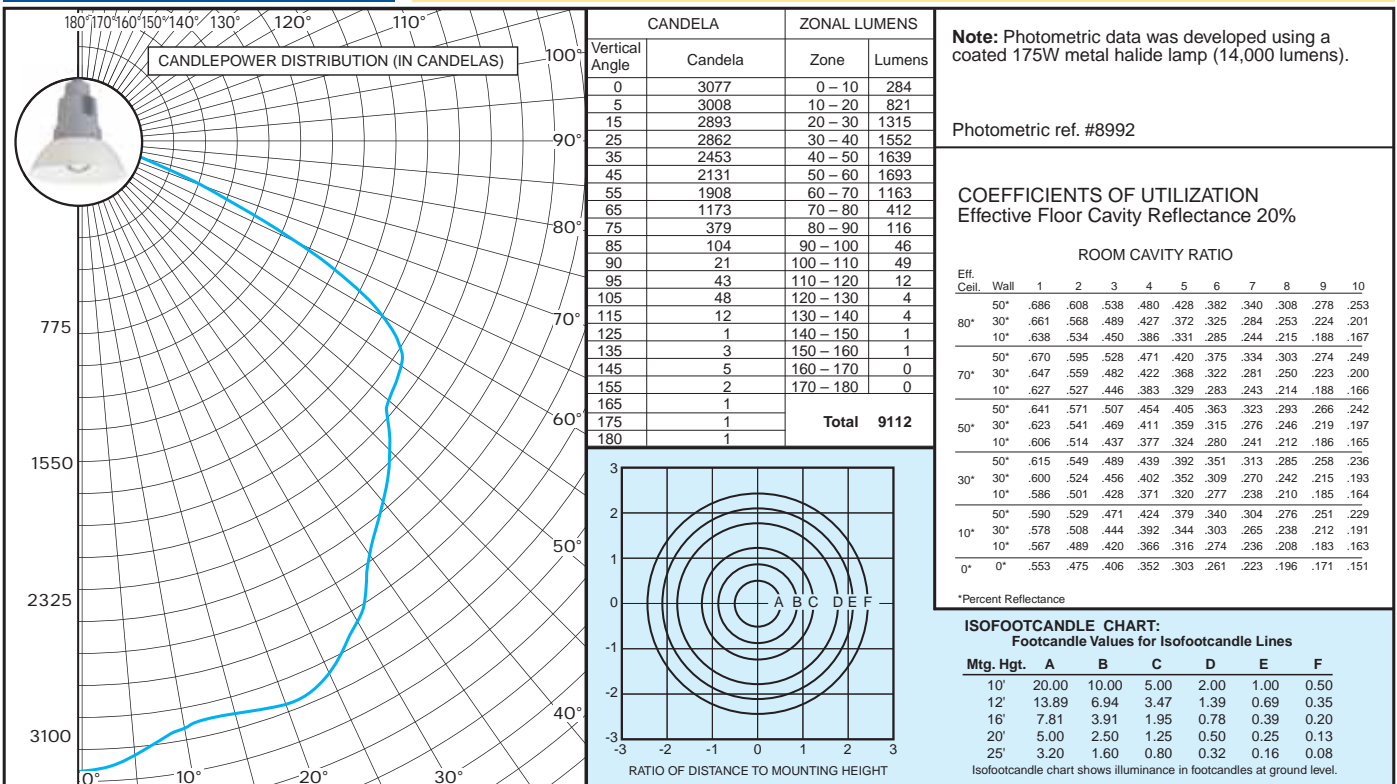 180° 170° 160° 150° 140° 130° 120° 110°
CANDLEPOWER DISTRIBUTION (IN CANDELAS)
100°
90°
80°
775
70°
60°
1550
50°
2325
40°
3100
0° 10° 20° 30°
CANDELA ZONAL LUMENS
Vertical Angle Candela Zone Lumens
0 3077 0 – 10 284
5 3008 10 – 20 821
15 2893 20 – 30 1315
25 2862 30 – 40 1552
35 2453 40 – 50 1639
45 2131 50 – 60 1693
55 1908 60 – 70 1163
65 1173 70 – 80 412
75 379 80 – 90 116
85 104 90 – 100 46
90 21 100 – 110 49
95 43 110 – 120 12
105 48 120 – 130 4
115 12 130 – 140 4
125 1 140 – 150 1
135 3 150 – 160 1
145 5 160 – 170 0
155 2 170 – 180 0
165 1
175 1 Total 9112
180 1
3
2
1
0 A B C D E F
-1
-2
-3
-3 -2 -1 0 1 2 3
RATIO OF DISTANCE TO MOUNTING HEIGHT
Note: Photometric data was developed using a
coated 175W metal halide lamp (14,000 lumens).
Photometric ref. #8992
COEFFICIENTS OF UTILIZATION
Effective Floor Cavity Reflectance 20%
ROOM CAVITY RATIO
Eff.
Ceil. Wall 1 2 3 4 5 6 7 8 9 10
50* .686 .608 .538 .480 .428 .382 .340 .308 .278 .253
80* 30* .661 .568 .489 .427 .372 .325 .284 .253 .224 .201
10* .638 .534 .450 .386 .331 .285 .244 .215 .188 .167
50* .670 .595 .528 .471 .420 .375 .334 .303 .274 .249
70* 30* .647 .559 .482 .422 .368 .322 .281 .250 .223 .200
10* .627 .527 .446 .383 .329 .283 .243 .214 .188 .166
50* .641 .571 .507 .454 .405 .363 .323 .293 .266 .242
50* 30* .623 .541 .469 .411 .359 .315 .276 .246 .219 .197
10* .606 .514 .437 .377 .324 .280 .241 .212 .186 .165
50* .615 .549 .489 .439 .392 .351 .313 .285 .258 .236
30* 30* .600 .524 .456 .402 .352 .309 .270 .242 .215 .193
10* .586 .501 .428 .371 .320 .277 .238 .210 .185 .164
50* .590 .529 .471 .424 .379 .340 .304 .276 .251 .229
10* 30* .578 .508 .444 .392 .344 .303 .265 .238 .212 .191
10* .567 .489 .420 .366 .316 .274 .236 .208 .183 .163
0* 0* .553 .475 .406 .352 .303 .261 .223 .196 .171 .151
*Percent Reflectance
ISOFOOTCANDLE CHART:
Footcandle Values for Isofootcandle Lines
Mtg. Hgt. A B C D E F
10' 20.00 10.00 5.00 2.00 1.00 0.50
12' 13.89 6.94 3.47 1.39 0.69 0.35
16' 7.81 3.91 1.95 0.78 0.39 0.20
20' 5.00 2.50 1.25 0.50 0.25 0.13
25' 3.20 1.60 0.80 0.32 0.16 0.08
Isofootcandle chart shows illuminance in footcandles at ground level.